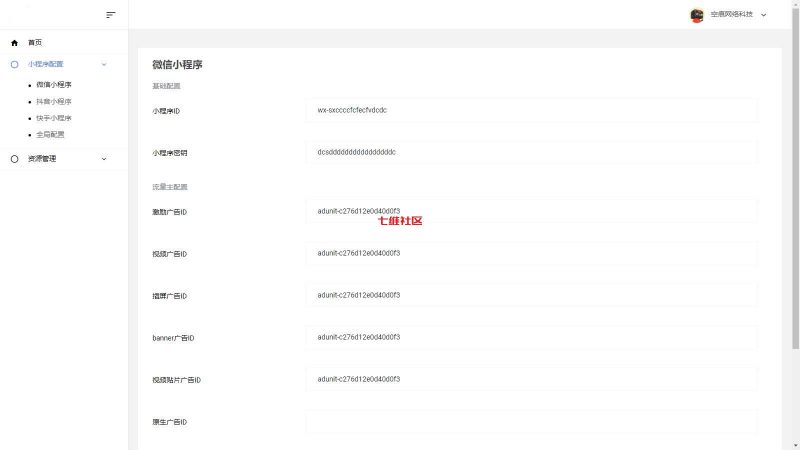 空鹿网络科技
首页
小程序配置
微信小程序
抖音小程序
快手小程序
全局配置
资源管理
微信小程序
基础配置
小程序ID
wx-sxccccfcfecfvdcdc
小程序密钥
流量主配置
激励广告ID
adunit-c276d12e0d40d0f3
七维社区
视频广告ID
adunit-c276d12e0d40d0f3
插屏广告ID
adunit-c276d12e0d40d0f3
banner广告ID
adunit-c276d12e0d40d0f3
视频贴片广告ID
adunit-c276d12e0d40d0f3
原生广告ID